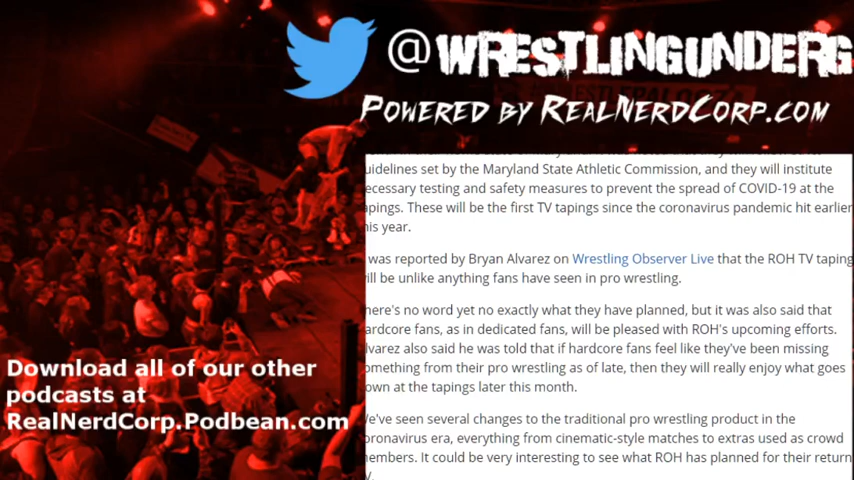 @WRESTLINGUNDERG
POWERED BY REALNERDCORP.COM
uidelines set by the Maryland State Athletic Commission, and they will institute
ecessary testing and safety measures to prevent the spread of COVID-19 at the
apings. These will be the first TV tapings since the coronavirus pandemic hit earlier
his year.
was reported by Bryan Alvarez on Wrestling Observer Live that the ROH TV taping
ill be unlike anything fans have seen in pro wrestling.
here's no word yet no exactly what they have planned, but it was also said that
ardcore fans, as in dedicated fans, will be pleased with ROH's upcoming efforts.
lvarez also said he was told that if hardcore fans feel like they've been missing
omething from their pro wrestling as of late, then they will really enjoy what goes
own at the tapings later this month.
We've seen several changes to the traditional pro wrestling product in the
oronavirus era, everything from cinematic-style matches to extras used as crowd
embers. It could be very interesting to see what ROH has planned for their return
Download all of our other
podcasts at
RealNerdCorp.Podbean.com